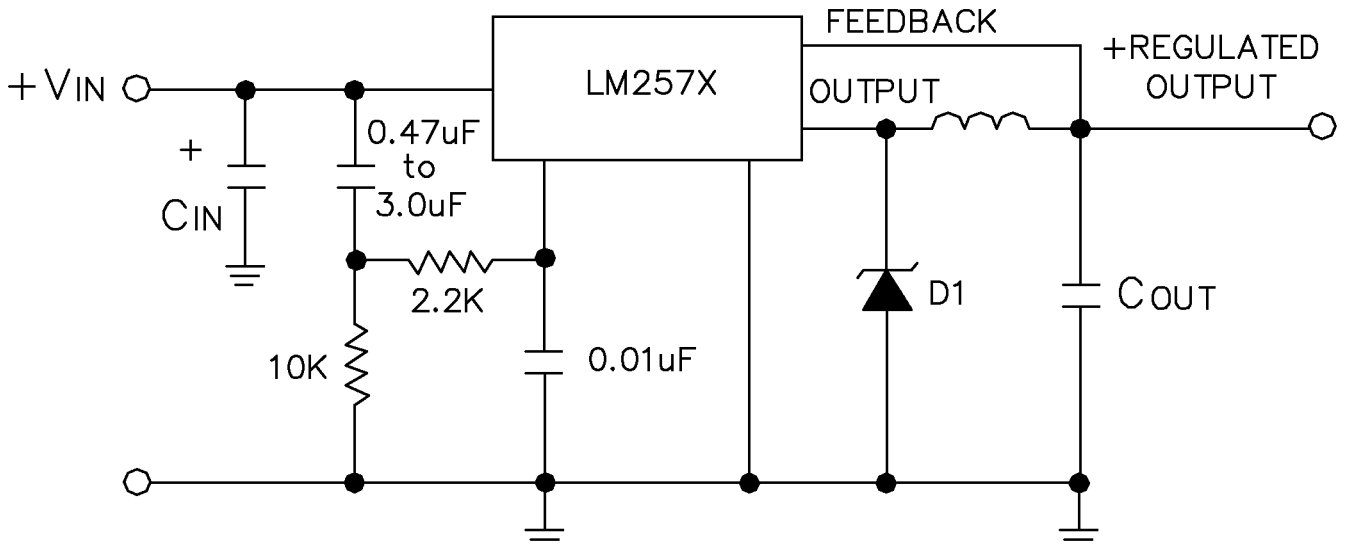 FEEDBACK
+REGULATED
OUTPUT
+VIN
LM257X
OUTPUT
+
0.47uF
to
3.0uF
CIN
2.2K
D1
COUT
10K
0.01uF